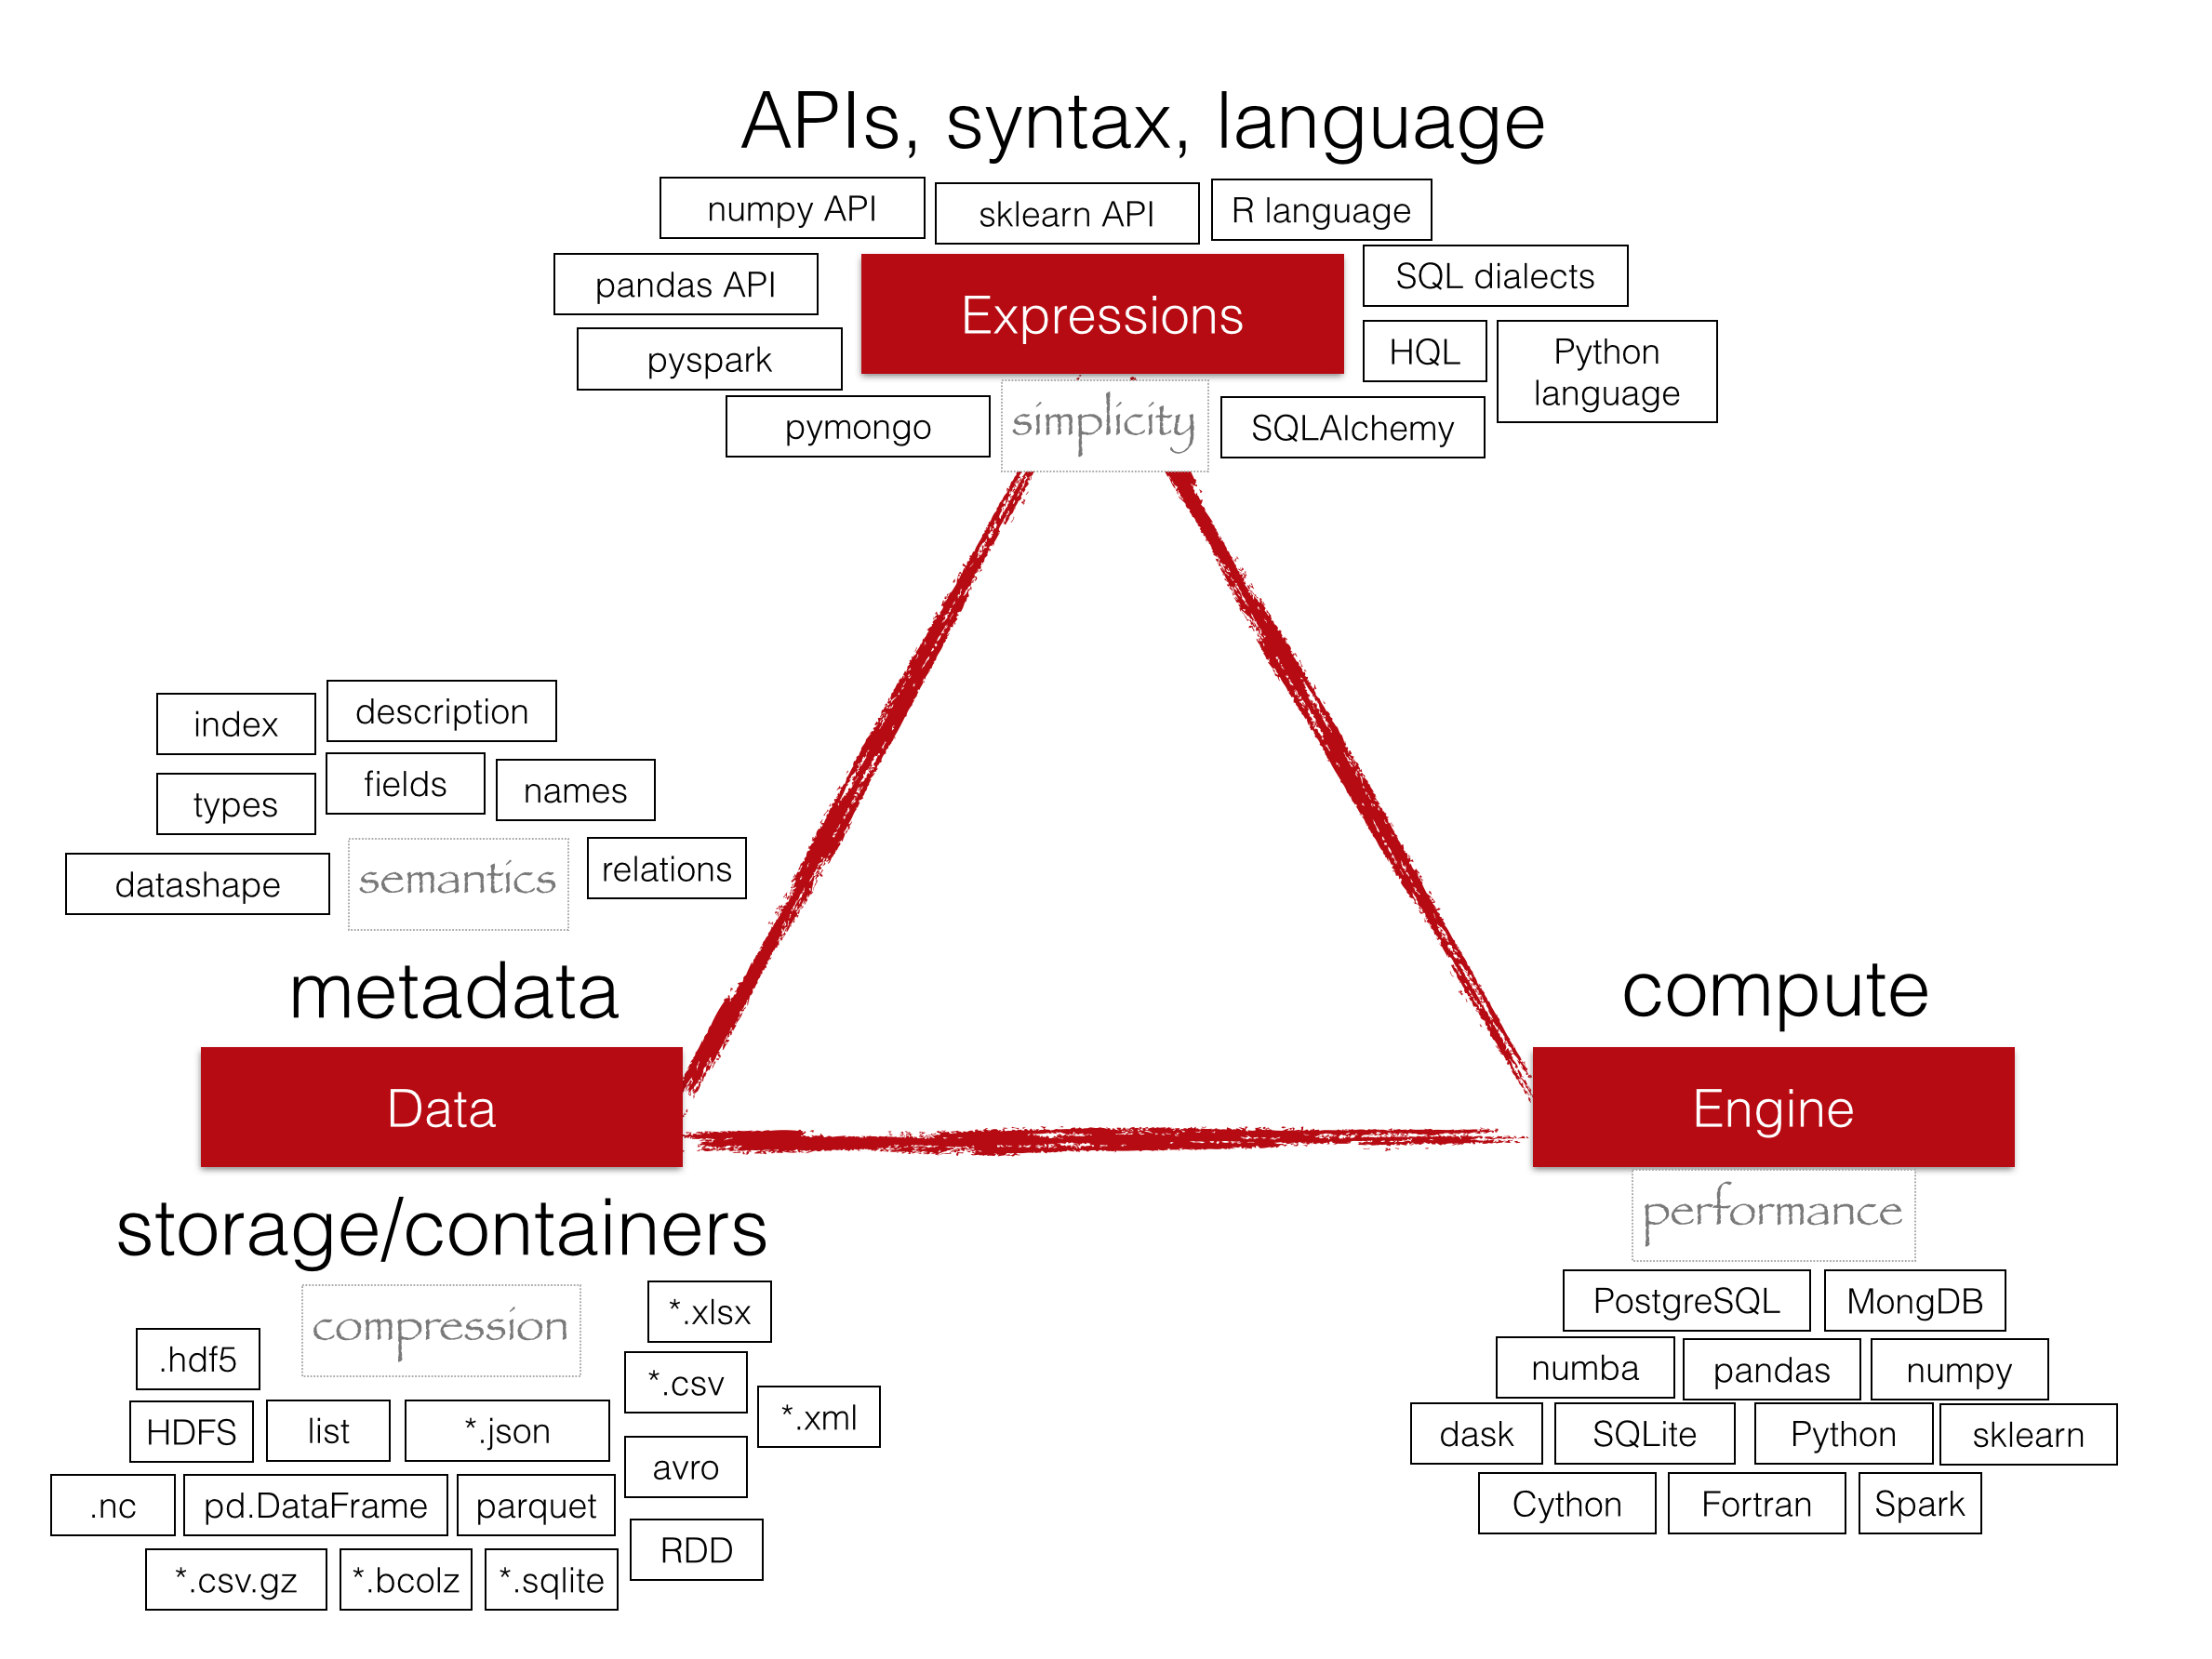 APIs, syntax, language
numpy API
sklearn API
R language
pandas API
Expressions
SQL dialects
pyspark
HQL
Python
language
pymongo
simplicity
SQLAlchemy
index
description
types
fields
names
datashape
semantics
relations
metadata
Data
storage/containers
compression
*.xlsx
.hdf5
*.csv
*.xml
HDFS
list
*.json
avro
.nc
pd.DataFrame
parquet
RDD
*.csv.gz
*.bcolz
*.sqlite
compute
Engine
performance
PostgreSQL
MongDB
numba
pandas
numpy
dask
SQLite
Python
sklearn
Cython
Fortran
Spark